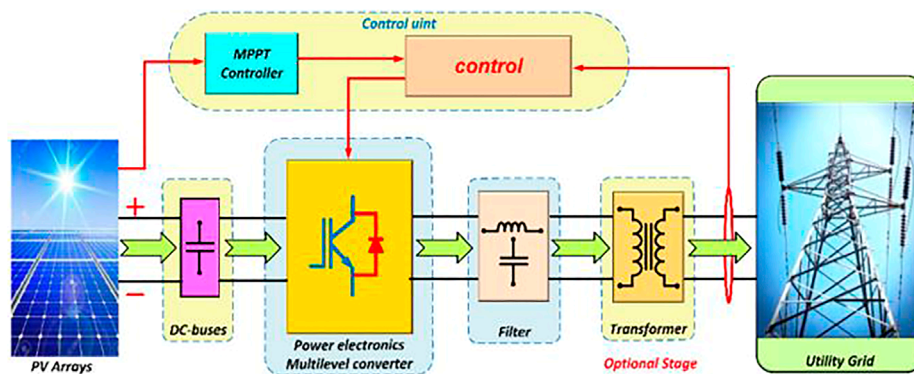 Control uint
MPPT
Controller
control
+
−
PV Arrays
DC-buses
Power electronics
Multilevel converter
Filter
Transformer
Optional Stage
Utility Grid